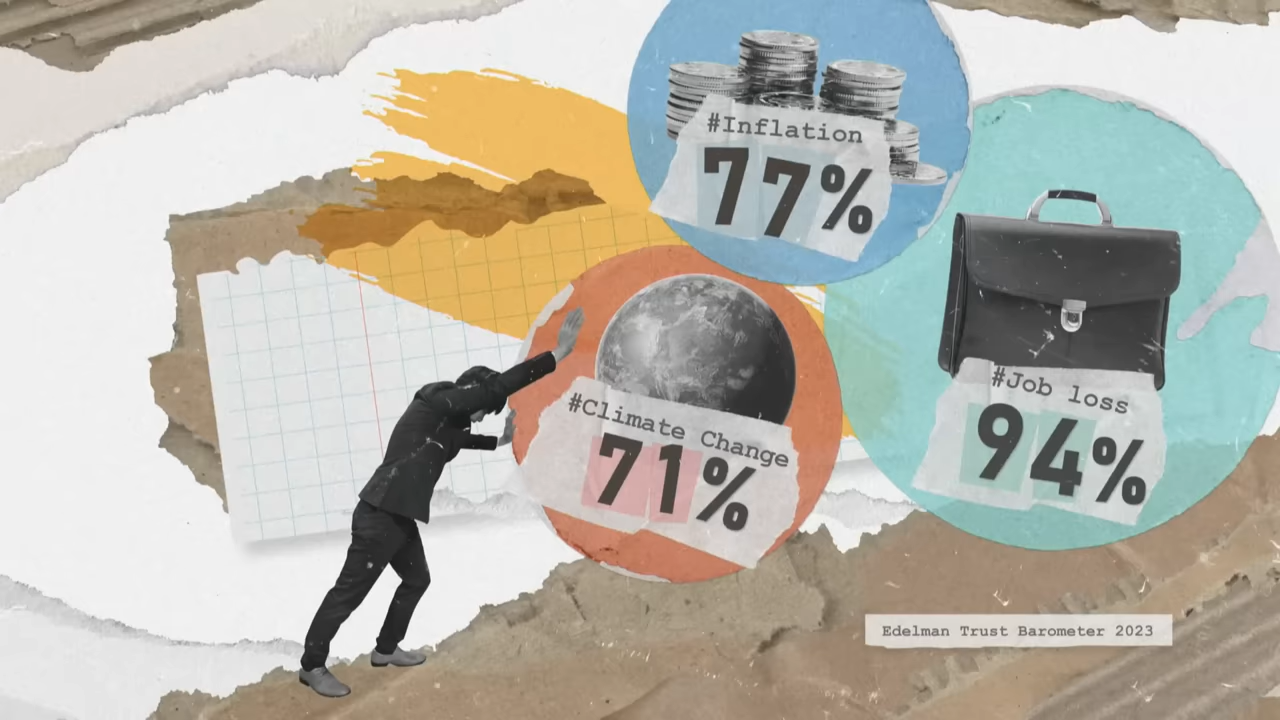 #Inflation
77%
#Climate Change
71%
#Job loss
94%
Edelman Trust Barometer 2023